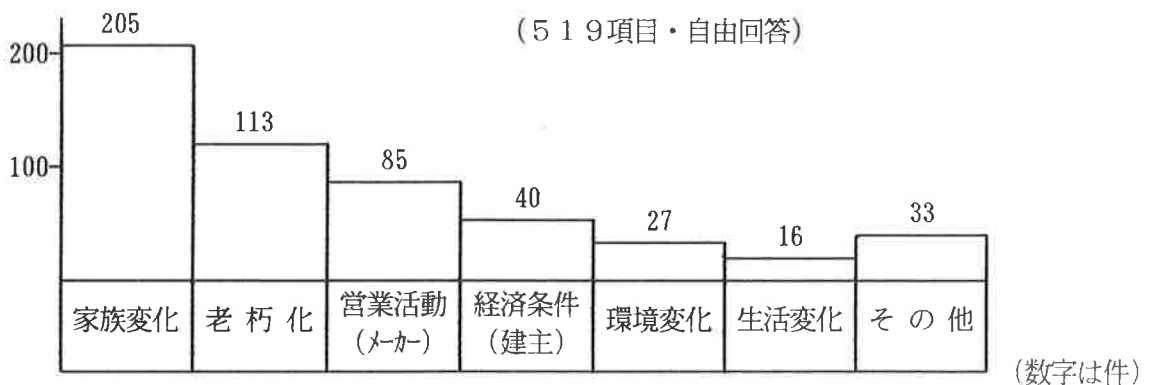 205
(519項目・自由回答)
200
113
100
85
40
27
16
33
家族変化
老朽化
営業活動
(メーカー)
経済条件
(建主)
環境変化
生活変化
その他
(数字は件)